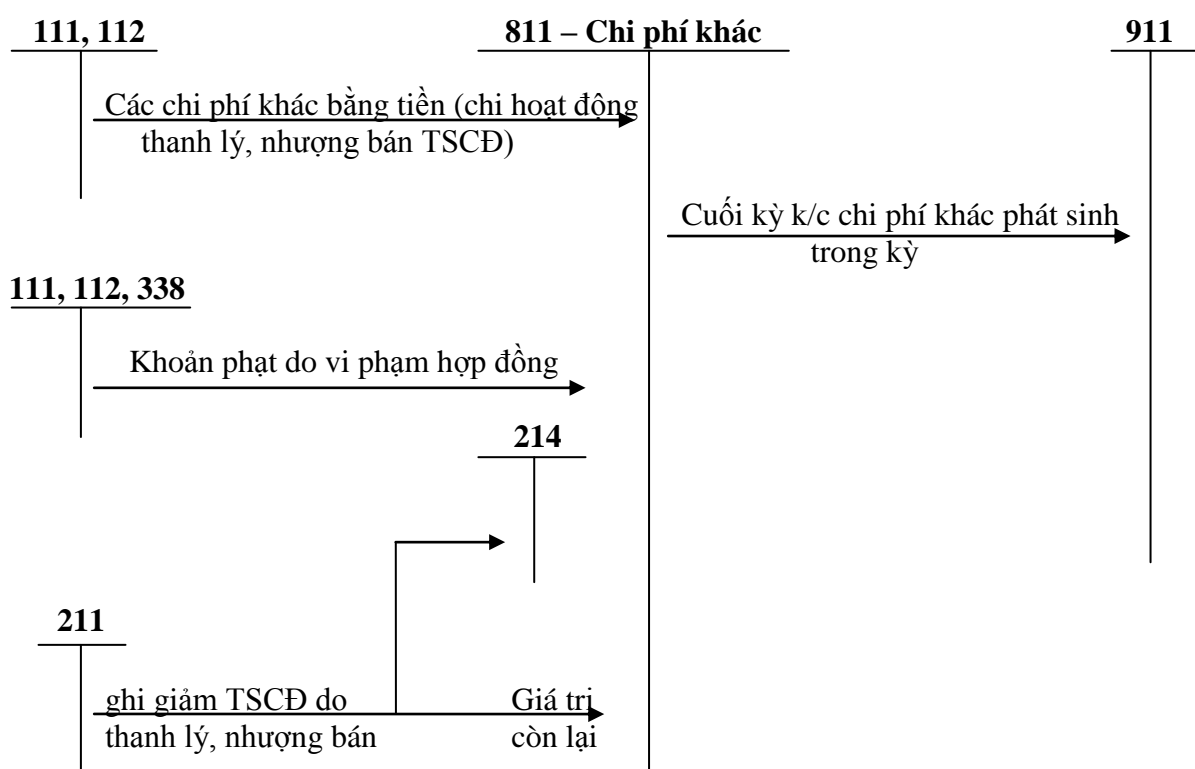 111, 112
811 – Chi phí khác
911
Các chi phí khác bằng tiền (chi hoạt động
thanh lý, nhượng bán TSCĐ)
Cuối kỳ k/c chi phí khác phát sinh
trong kỳ
111, 112, 338
Khoản phạt do vi phạm hợp đồng
214
211
ghi giảm TSCĐ do
thanh lý, nhượng bán
Giá trị
còn lại